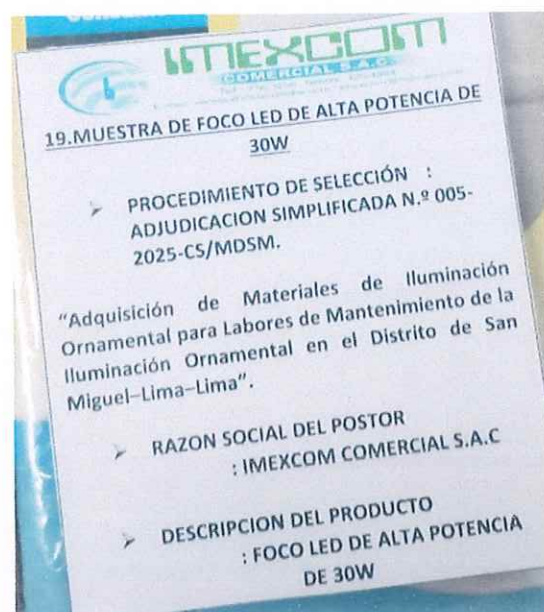 IMEXCOM
COMERCIAL S.A.C
19.MUESTRA DE FOCO LED DE ALTA POTENCIA DE
30W
➢ PROCEDIMIENTO DE SELECCIÓN :
ADJUDICACION SIMPLIFICADA N.º 005-
2025-CS/MDSM.
"Adquisición de Materiales de Iluminación
Ornamental para Labores de Mantenimiento de la
Iluminación Ornamental en el Distrito de San
Miguel–Lima–Lima".
➢ RAZON SOCIAL DEL POSTOR
: IMEXCOM COMERCIAL S.A.C
➢ DESCRIPCION DEL PRODUCTO
: FOCO LED DE ALTA POTENCIA
DE 30W